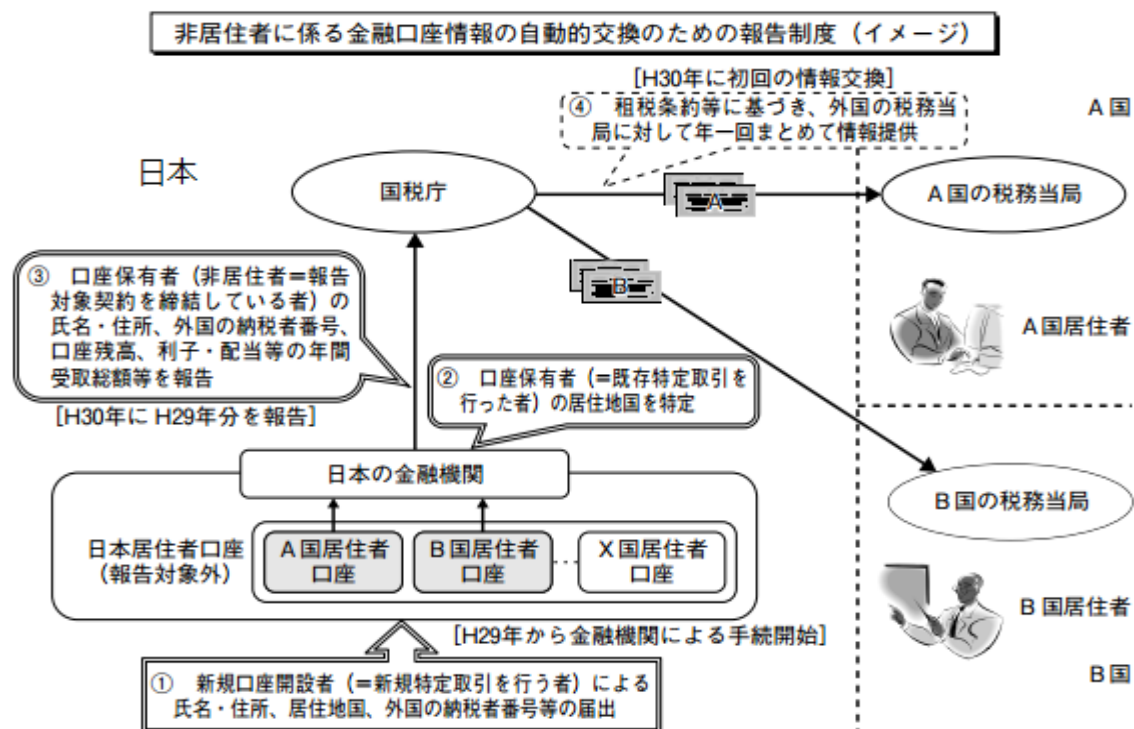 非居住者に係る金融口座情報の自動的交換のための報告制度(イメージ)
[H30年に初回の情報交換]
④ 租税条約等に基づき、外国の税務当
局に対して年一回まとめて情報提供
A国
日本
国税庁
A
A国の税務当局
B
③ 口座保有者(非居住者=報告
対象契約を締結している者)の
氏名・住所、外国の納税者番号、
口座残高、利子・配当等の年間
受取総額等を報告
[H30年にH29年分を報告]
A国居住者
② 口座保有者(=既存特定取引を
行った者)の居住地国を特定
日本の金融機関
B国の税務当局
日本居住者口座
(報告対象外)
A国居住者
口座
B国居住者
口座
X国居住者
口座
B国居住者
[H29年から金融機関による手続開始]
B国
① 新規口座開設者(=新規特定取引を行う者)による
氏名・住所、居住地国、外国の納税者番号等の届出